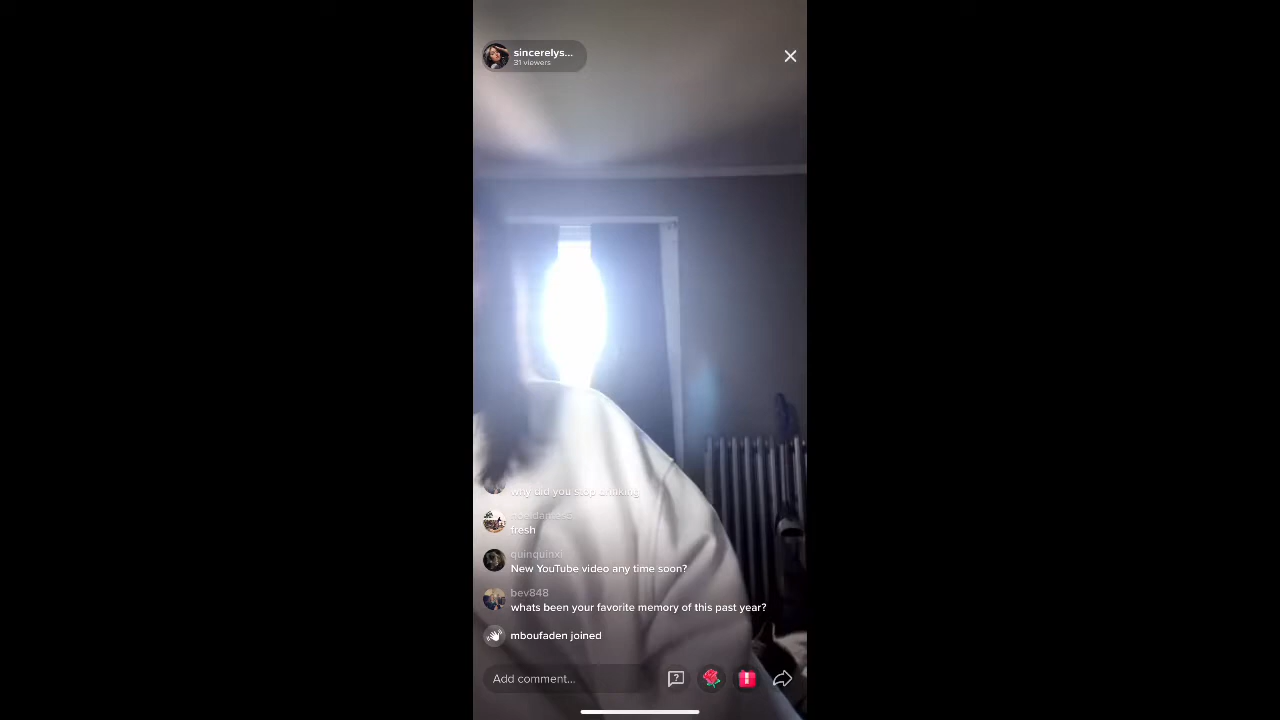 sincerelys...
31 viewers
why did you stop drinking
fresh
quinquinxi
New YouTube video any time soon?
bev848
whats been your favorite memory of this past year?
mboufaden joined
Add comment...